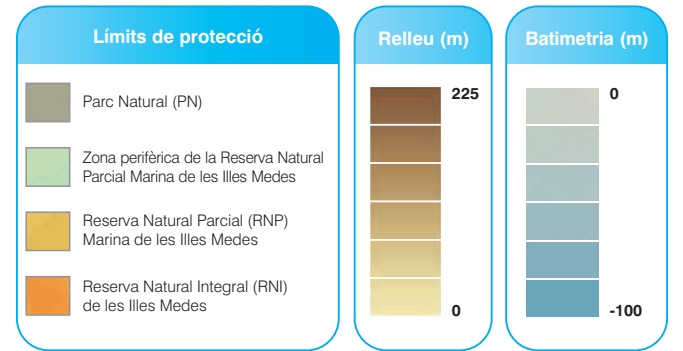 Límits de protecció
Parc Natural (PN)
Zona perifèrica de la Reserva Natural
Parcial Marina de les Illes Medes
Reserva Natural Parcial (RNP)
Marina de les Illes Medes
Reserva Natural Integral (RNI)
de les Illes Medes
Relleu (m)
225
0
Batimetria (m)
0
-100